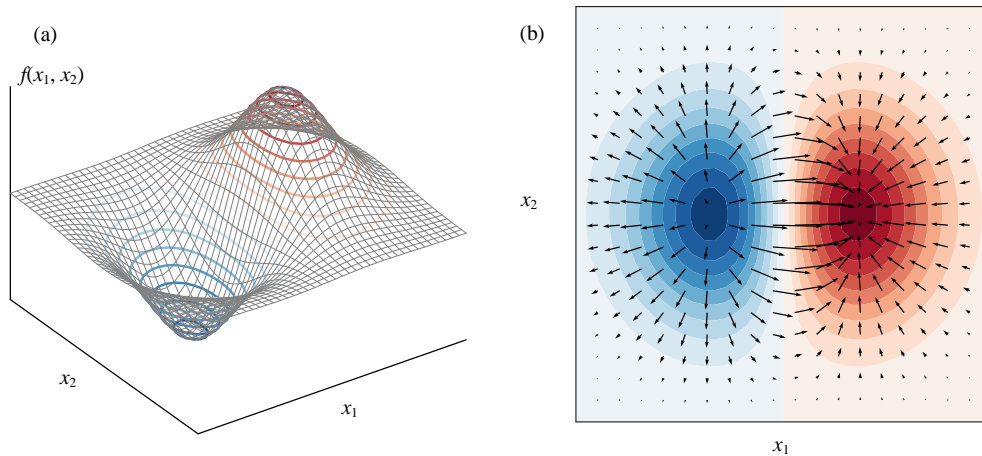 (a)
f(x₁, x₂)
x₂
x₁
(b)
x₂
x₁